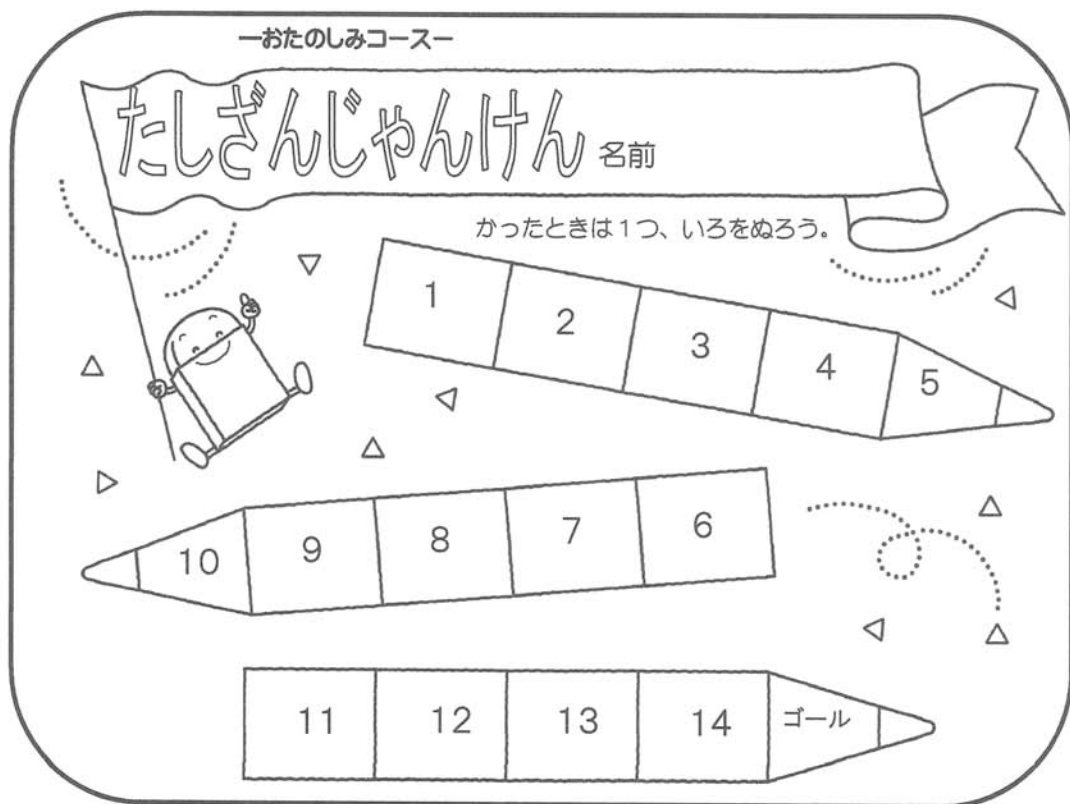 ―おたのしみコース―
たしざんじゃんけん 名前
かったときは1つ、いろをぬろう。
1 2 3 4 5
10 9 8 7 6
11 12 13 14 ゴール